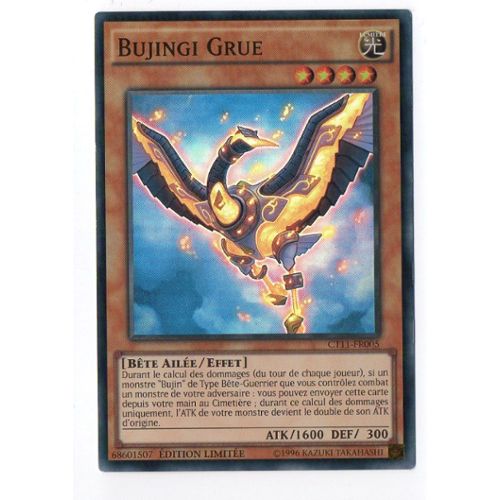 BUJINGI GRUE
LUMIÈRE
光
CT11-FR005
[BÊTE AILÉE/EFFET]
Durant le calcul des dommages (du tour de chaque joueur), si un
monstre "Bujin" de Type Bête-Guerrier que vous contrôlez combat
un monstre de votre adversaire : vous pouvez envoyer cette carte
depuis votre main au Cimetière ; durant ce calcul des dommages
uniquement, l'ATK de votre monstre devient le double de son ATK
d'origine.
ATK/1600 DEF/ 300
68601507 ÉDITION LIMITÉE ©1996 KAZUKI TAKAHASHI